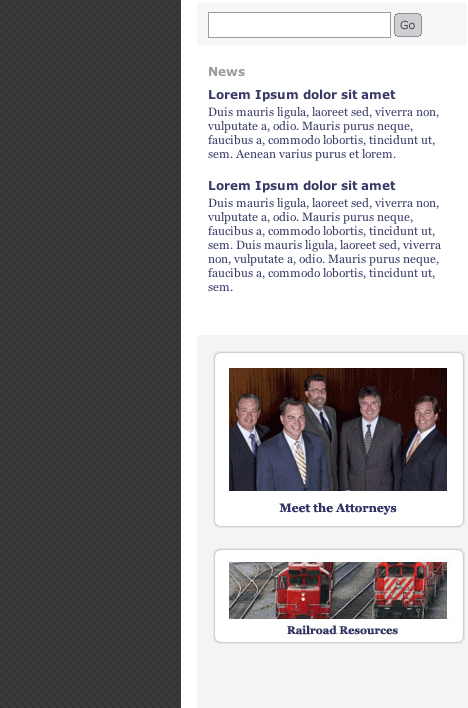 Go
News
Lorem Ipsum dolor sit amet
Duis mauris ligula, laoreet sed, viverra non,
vulputate a, odio. Mauris purus neque,
faucibus a, commodo lobortis, tincidunt ut,
sem. Aenean varius purus et lorem.
Lorem Ipsum dolor sit amet
Duis mauris ligula, laoreet sed, viverra non,
vulputate a, odio. Mauris purus neque,
faucibus a, commodo lobortis, tincidunt ut,
sem. Duis mauris ligula, laoreet sed, viverra
non, vulputate a, odio. Mauris purus neque,
faucibus a, commodo lobortis, tincidunt ut,
sem.
Meet the Attorneys
Railroad Resources